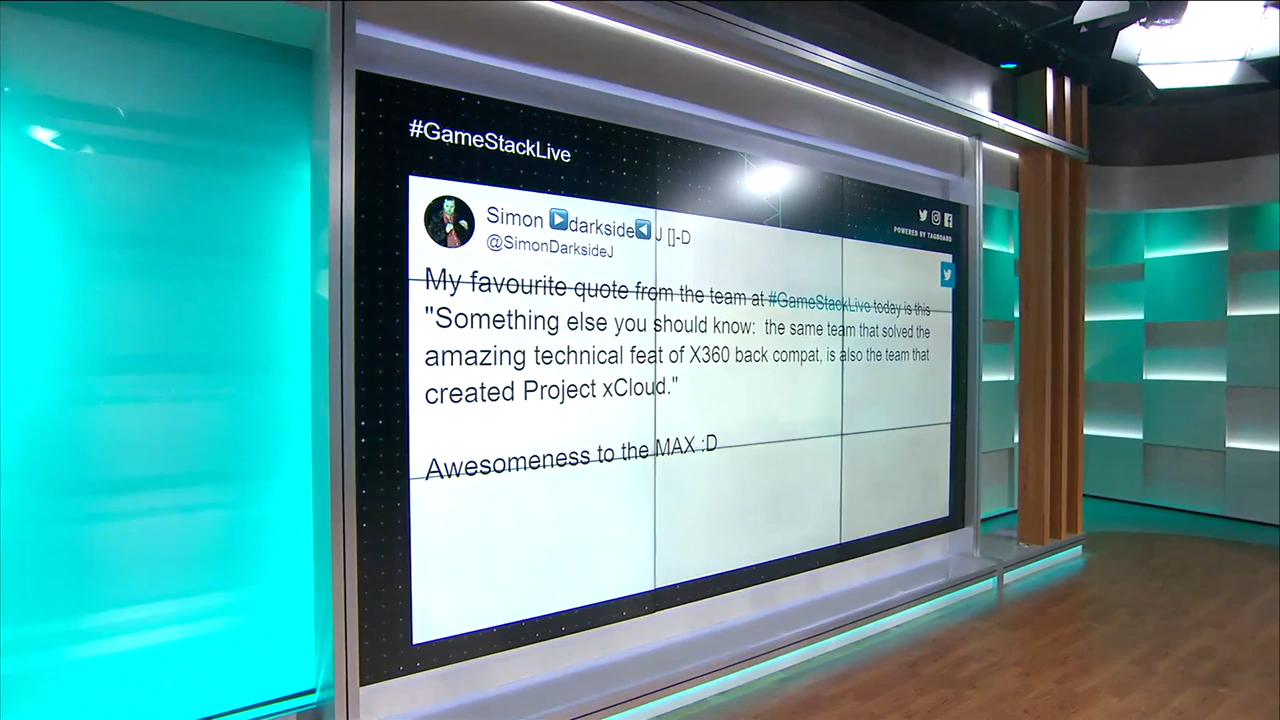 #GameStackLive
POWERED BY TAGBOARD
Simon ▶darkside◀J []-D
@SimonDarksideJ
My favourite quote from the team at #GameStackLive today is this
"Something else you should know:  the same team that solved the
amazing technical feat of X360 back compat, is also the team that
created Project xCloud."
Awesomeness to the MAX :D